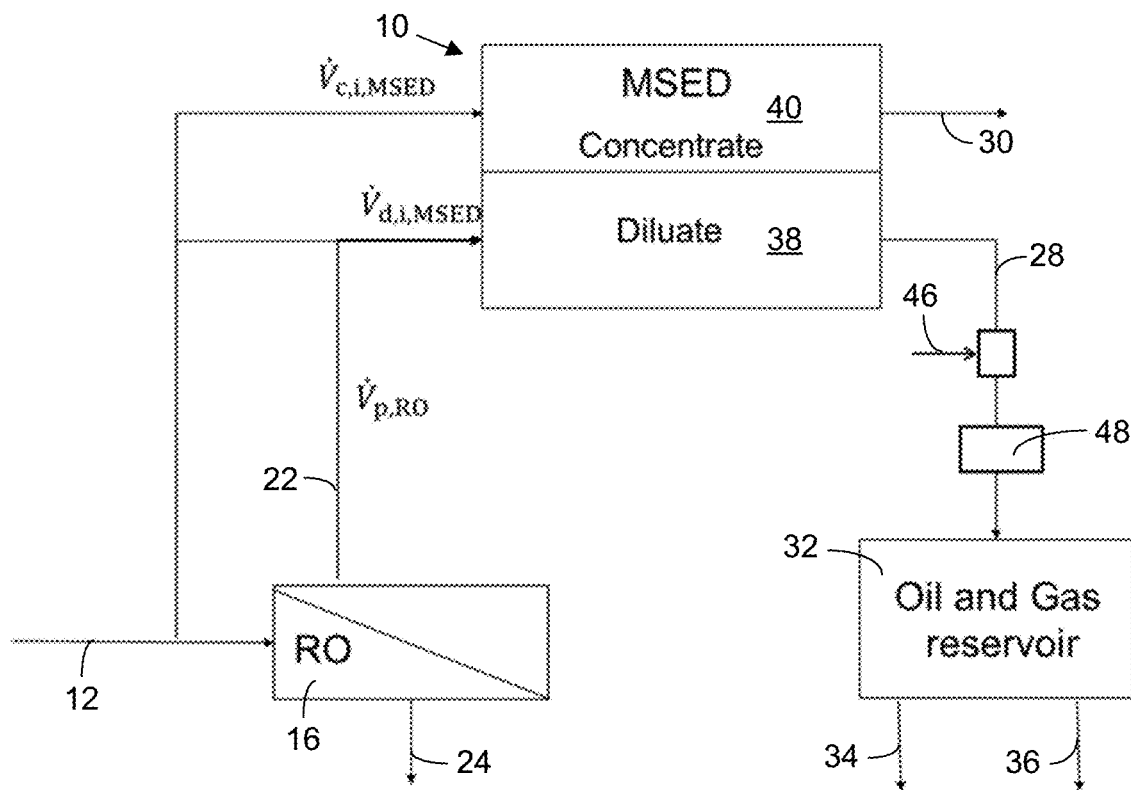 10
V̇c,i,MSED
MSED
40
Concentrate
30
V̇d,i,MSED
Diluate
38
28
46
V̇p,RO
48
22
32
Oil and Gas
reservoir
RO
12
16
24
34
36